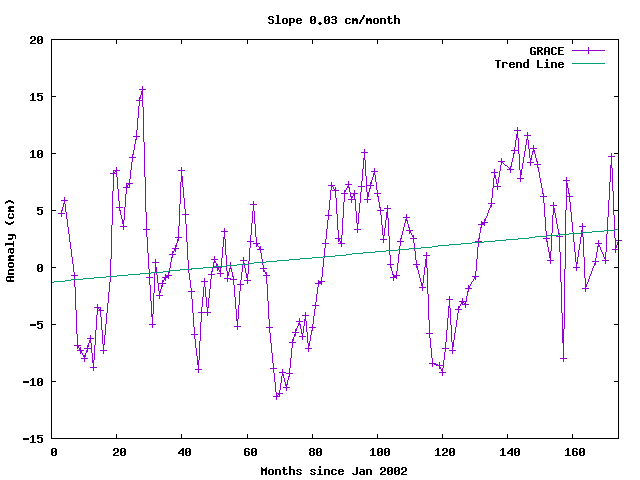 Slope 0.03 cm/month
20
15
10
5
0
-5
-10
-15
Anomaly (cm)
GRACE
Trend Line
0 20 40 60 80 100 120 140 160
Months since Jan 2002